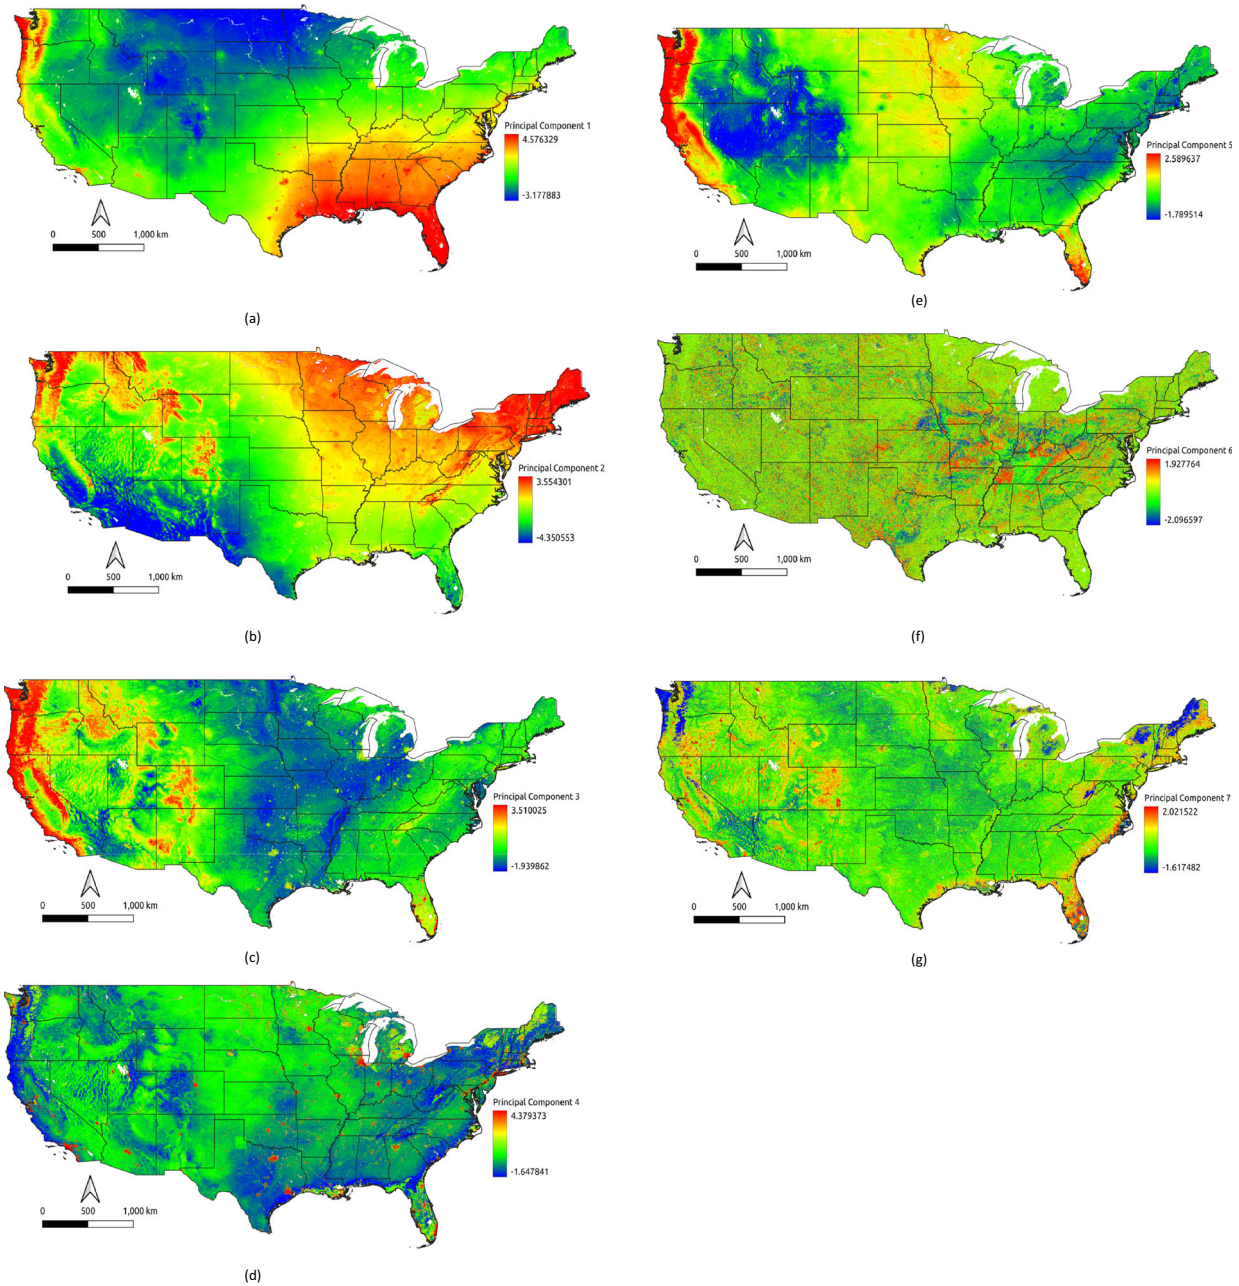 Principal Component 1
4.576329
-3.177883
0 500 1,000 km
(a)
Principal Component 2
3.554301
-4.350553
0 500 1,000 km
(b)
Principal Component 3
3.510025
-1.939862
0 500 1,000 km
(c)
Principal Component 4
4.379373
-1.647841
0 500 1,000 km
(d)
Principal Component 5
2.589637
-1.789514
0 500 1,000 km
(e)
Principal Component 6
1.927764
-2.096597
0 500 1,000 km
(f)
Principal Component 7
2.021522
-1.617482
0 500 1,000 km
(g)